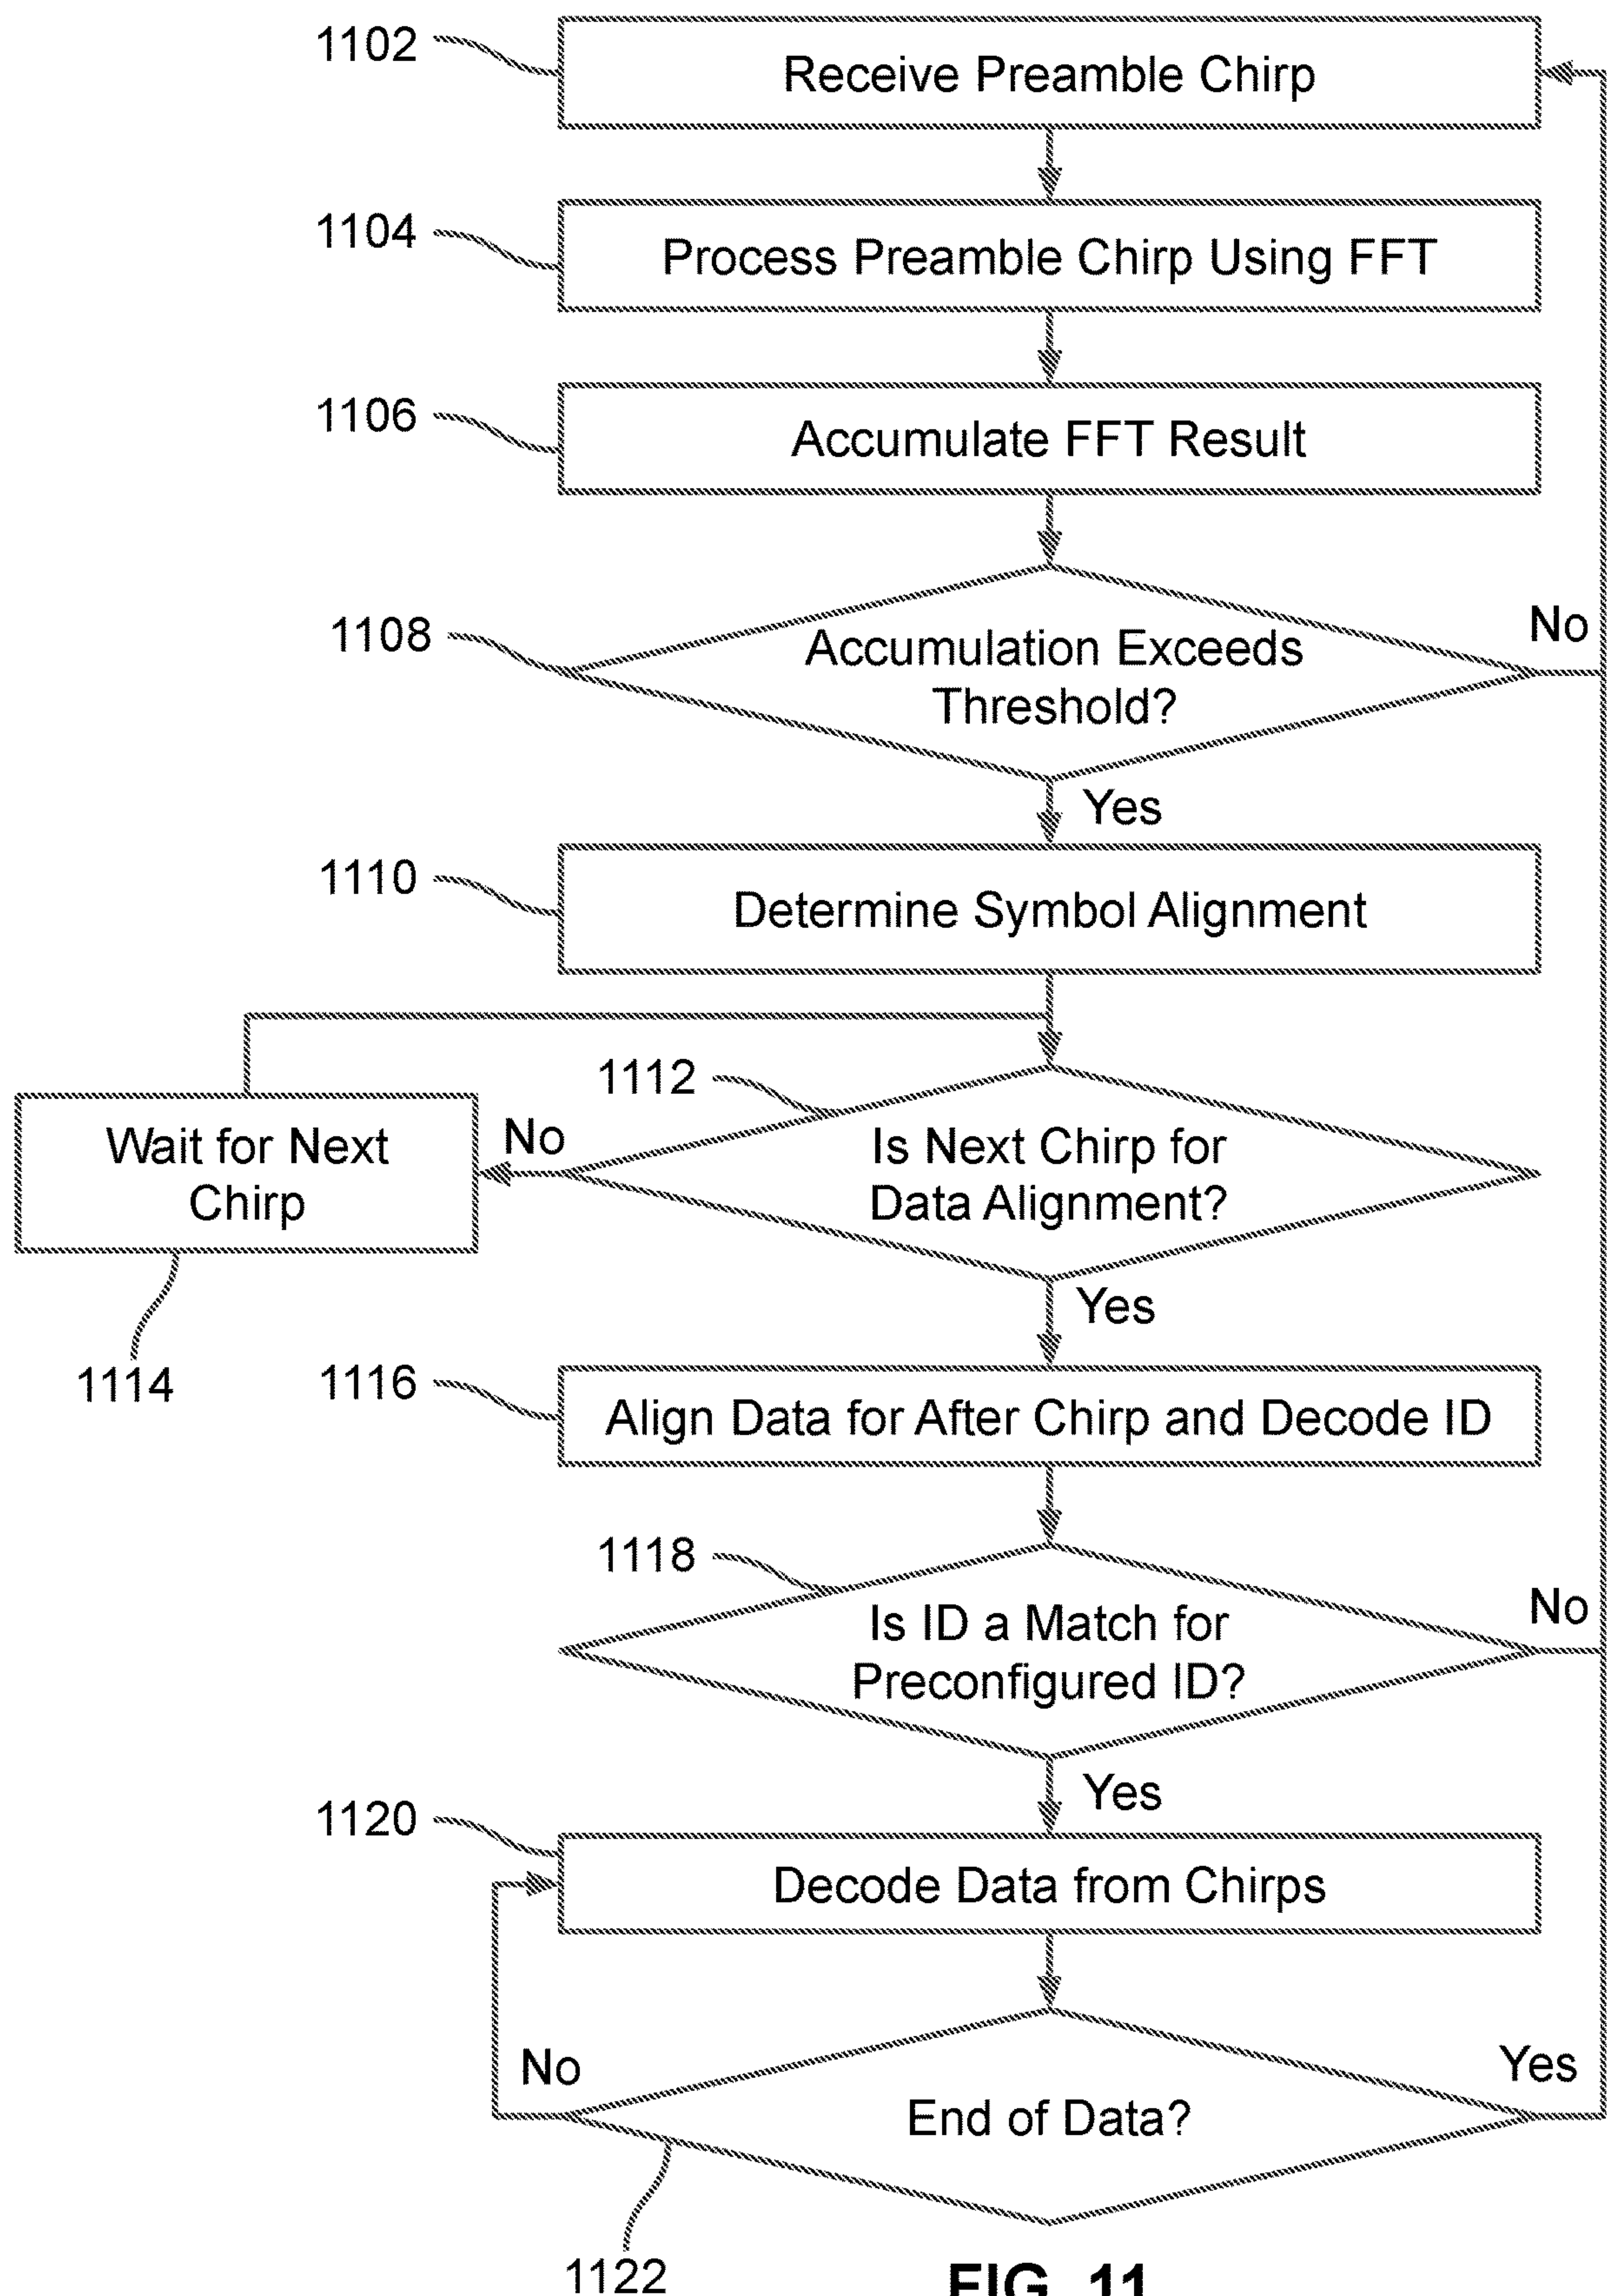 1102
Receive Preamble Chirp
1104
Process Preamble Chirp Using FFT
1106
Accumulate FFT Result
1108
Accumulation Exceeds
Threshold?
No
Yes
1110
Determine Symbol Alignment
1112
Is Next Chirp for
Data Alignment?
No
Wait for Next
Chirp
1114
Yes
1116
Align Data for After Chirp and Decode ID
1118
Is ID a Match for
Preconfigured ID?
No
Yes
1120
Decode Data from Chirps
No
End of Data?
Yes
1122
FIG. 11